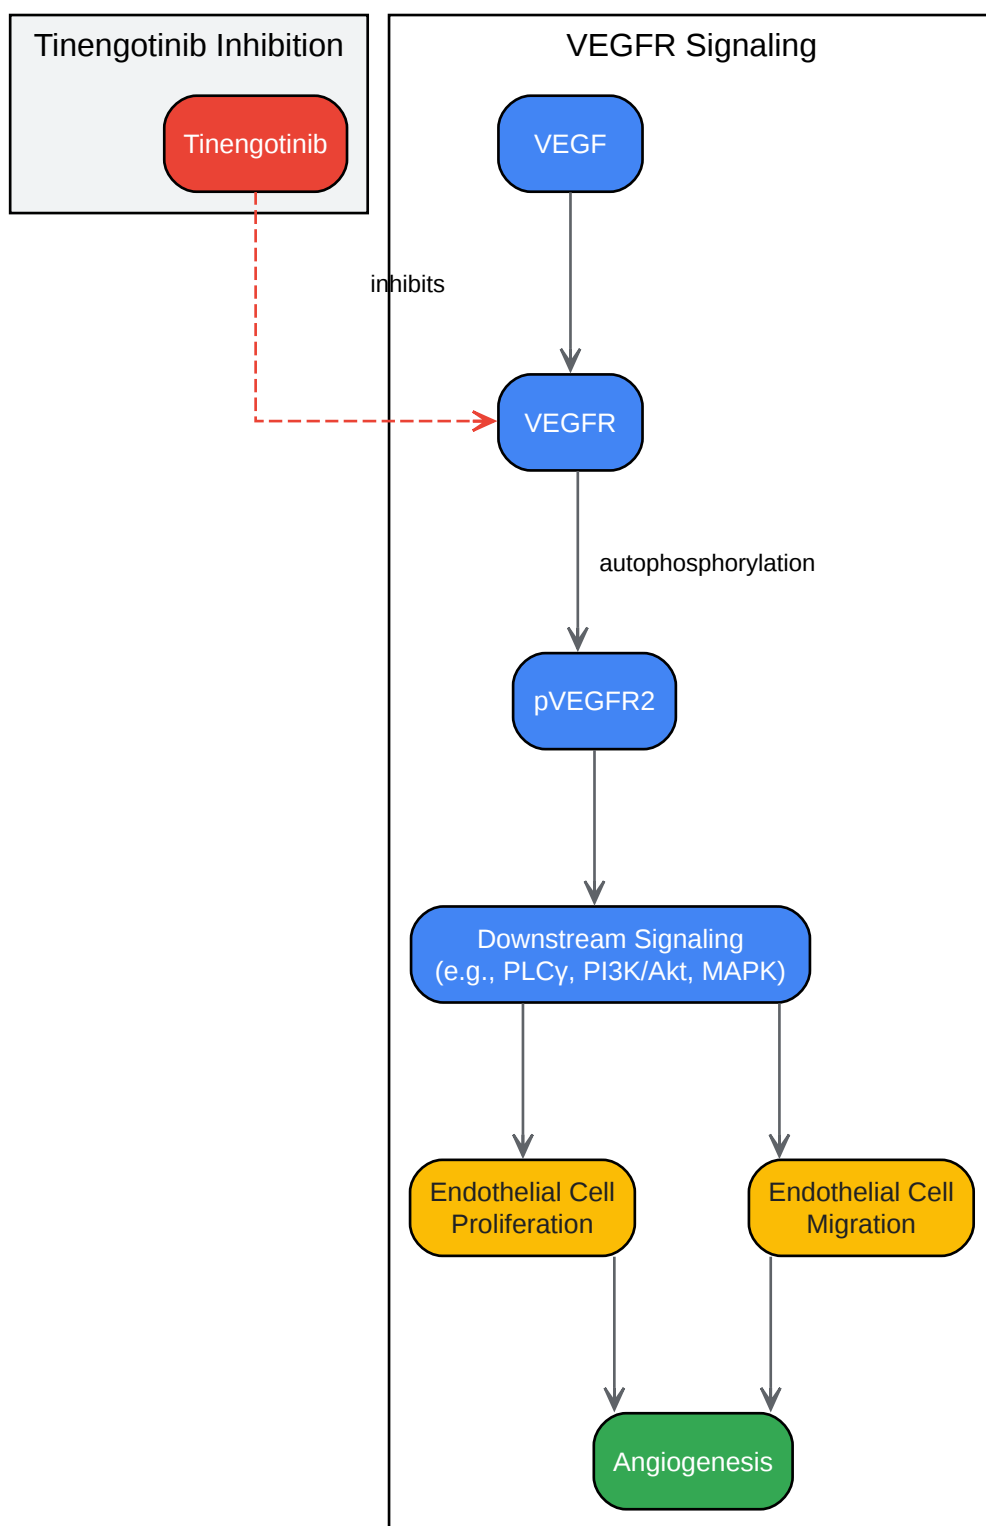 Tinengotinib Inhibition
VEGFR Signaling
Tinengotinib
VEGF
inhibits
VEGFR
autophosphorylation
pVEGFR2
Downstream Signaling
(e.g., PLCγ, PI3K/Akt, MAPK)
Endothelial Cell
Proliferation
Endothelial Cell
Migration
Angiogenesis